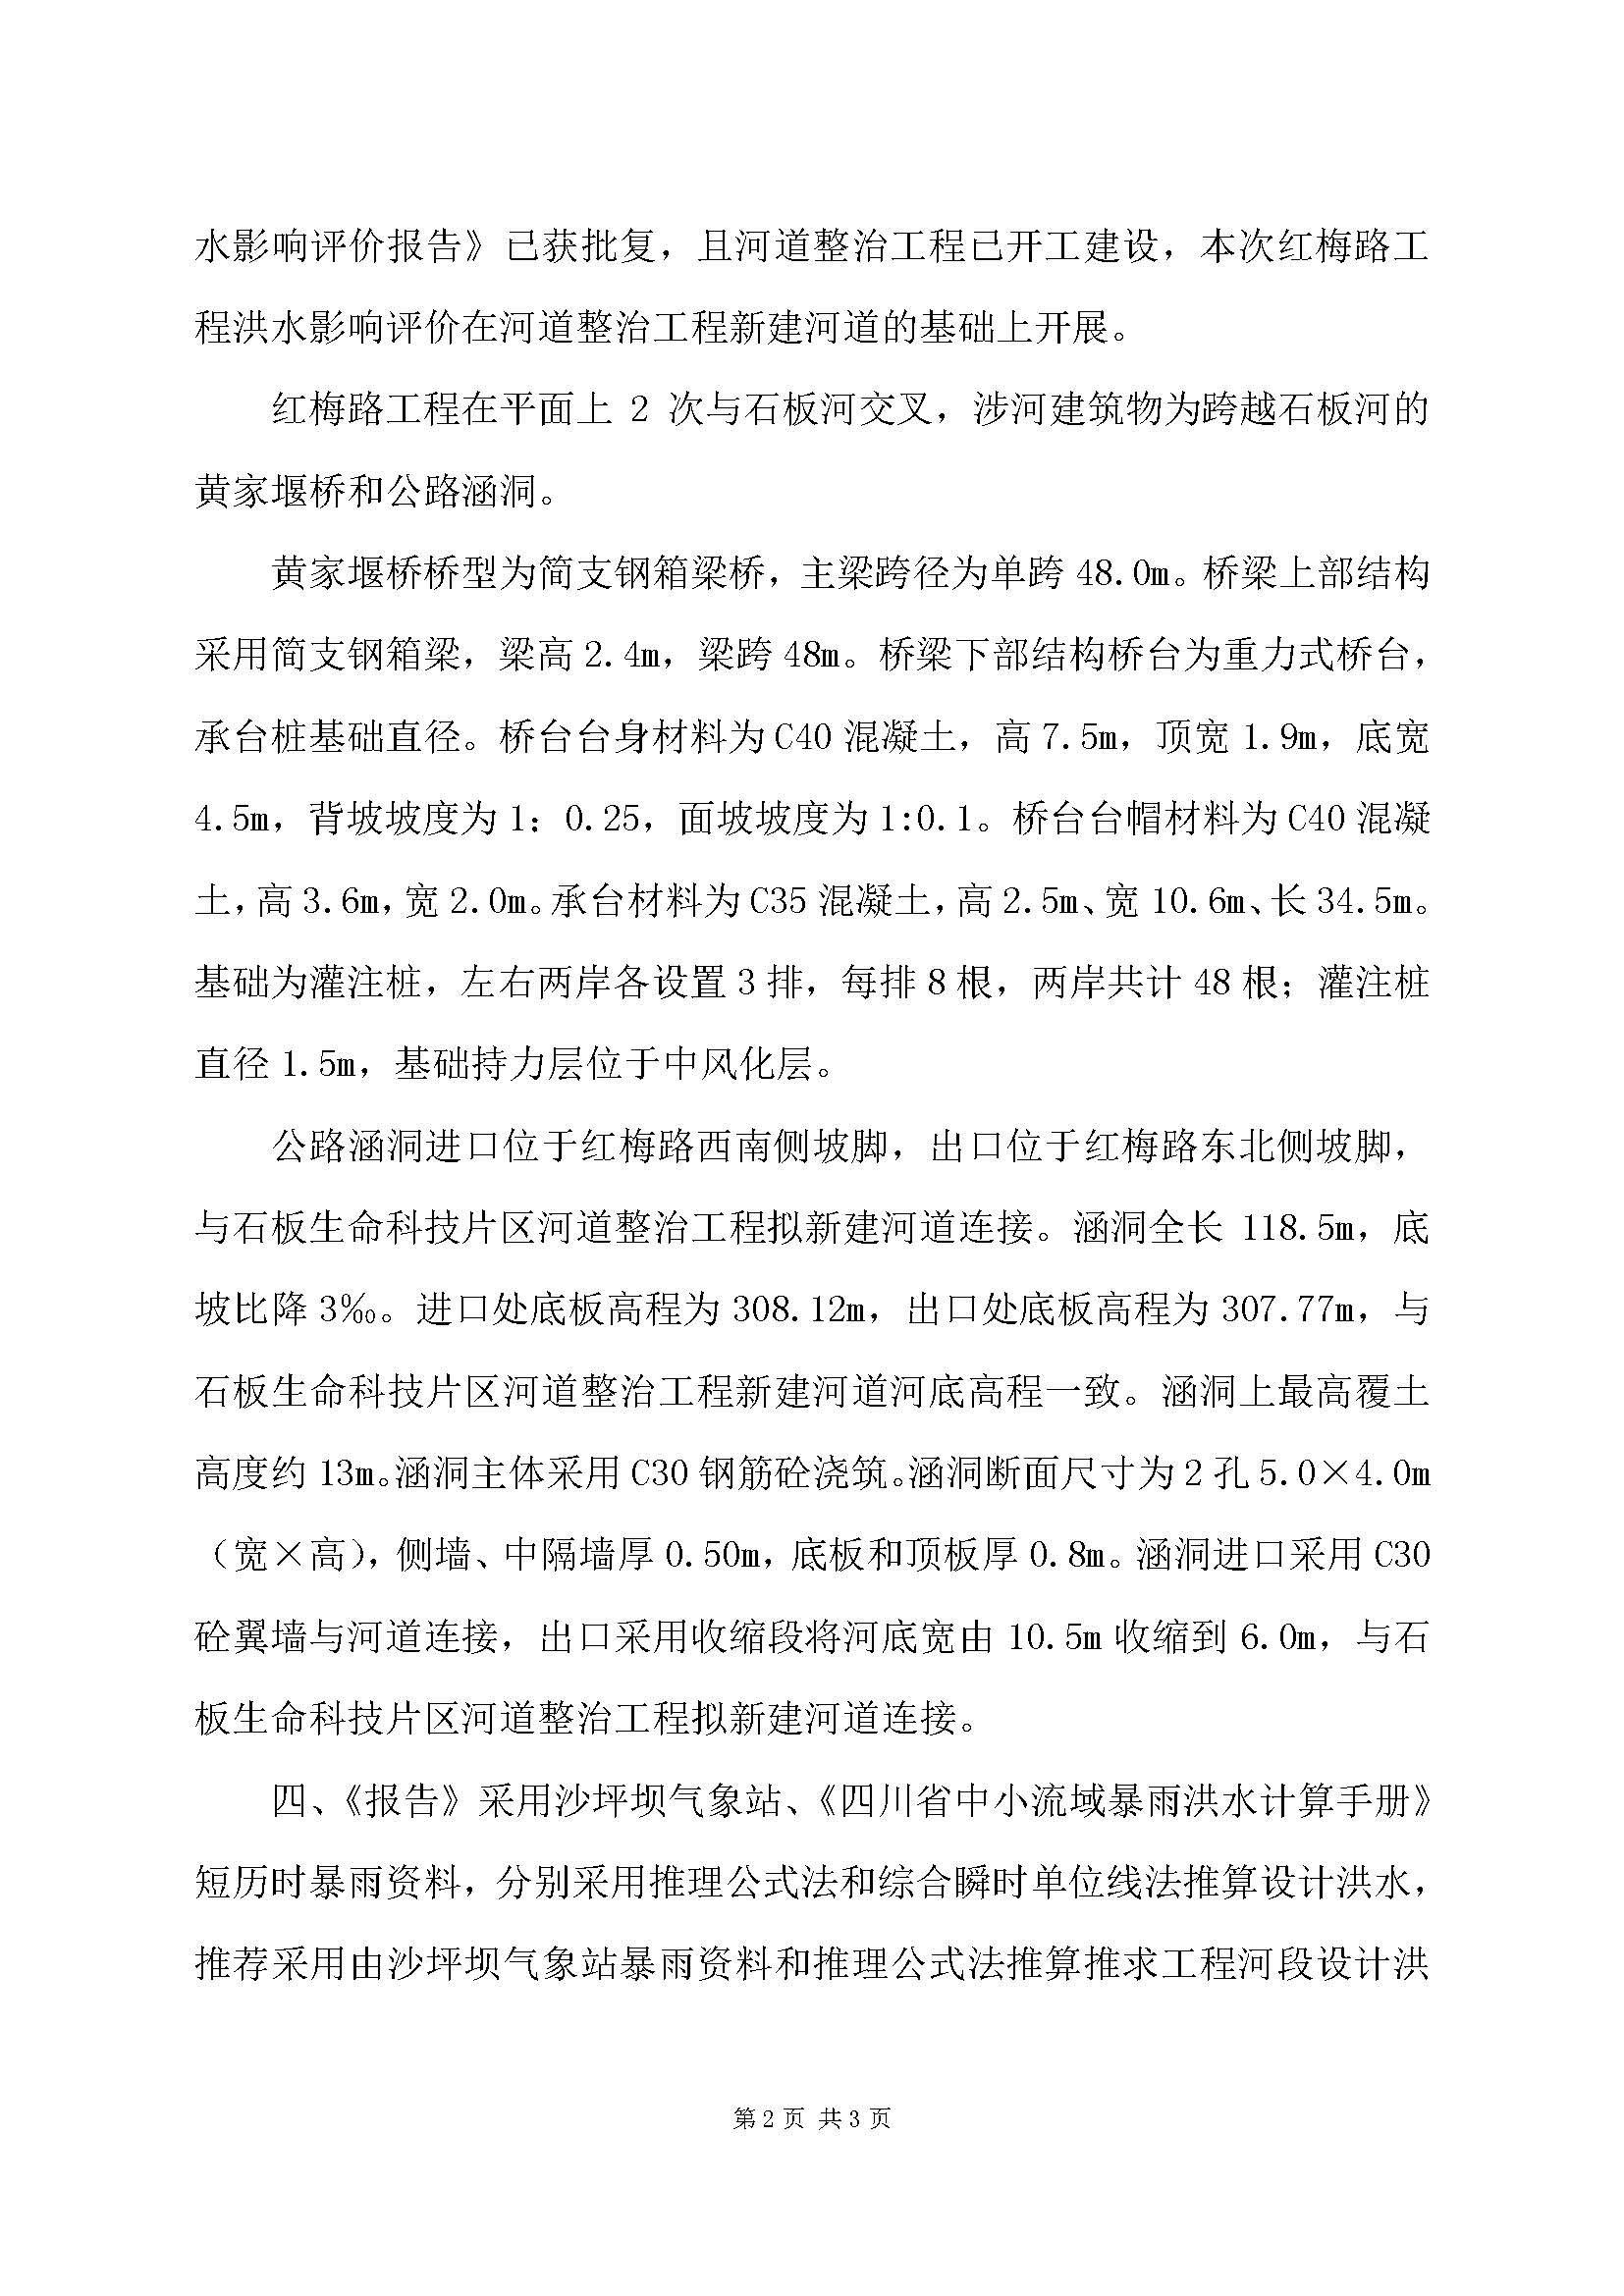 水影响评价报告》已获批复，且河道整治工程已开工建设，本次红梅路工
程洪水影响评价在河道整治工程新建河道的基础上开展。
红梅路工程在平面上 2 次与石板河交叉，涉河建筑物为跨越石板河的
黄家堰桥和公路涵洞。
黄家堰桥桥型为简支钢箱梁桥，主梁跨径为单跨 48.0m。桥梁上部结构
采用简支钢箱梁，梁高 2.4m，梁跨 48m。桥梁下部结构桥台为重力式桥台，
承台桩基础直径。桥台台身材料为 C40 混凝土，高 7.5m，顶宽 1.9m，底宽
4.5m，背坡坡度为 1：0.25，面坡坡度为 1:0.1。桥台台帽材料为 C40 混凝
土，高 3.6m，宽 2.0m。承台材料为 C35 混凝土，高 2.5m、宽 10.6m、长 34.5m。
基础为灌注桩，左右两岸各设置 3 排，每排 8 根，两岸共计 48 根；灌注桩
直径 1.5m，基础持力层位于中风化层。
公路涵洞进口位于红梅路西南侧坡脚，出口位于红梅路东北侧坡脚，
与石板生命科技片区河道整治工程拟新建河道连接。涵洞全长 118.5m，底
坡比降 3‰。进口处底板高程为 308.12m，出口处底板高程为 307.77m，与
石板生命科技片区河道整治工程新建河道河底高程一致。涵洞上最高覆土
高度约 13m。涵洞主体采用 C30 钢筋砼浇筑。涵洞断面尺寸为 2 孔 5.0×4.0m
（宽×高），侧墙、中隔墙厚 0.50m，底板和顶板厚 0.8m。涵洞进口采用 C30
砼翼墙与河道连接，出口采用收缩段将河底宽由 10.5m 收缩到 6.0m，与石
板生命科技片区河道整治工程拟新建河道连接。
四、《报告》采用沙坪坝气象站、《四川省中小流域暴雨洪水计算手册》
短历时暴雨资料，分别采用推理公式法和综合瞬时单位线法推算设计洪水，
推荐采用由沙坪坝气象站暴雨资料和推理公式法推算推求工程河段设计洪
第 2 页 共 3 页